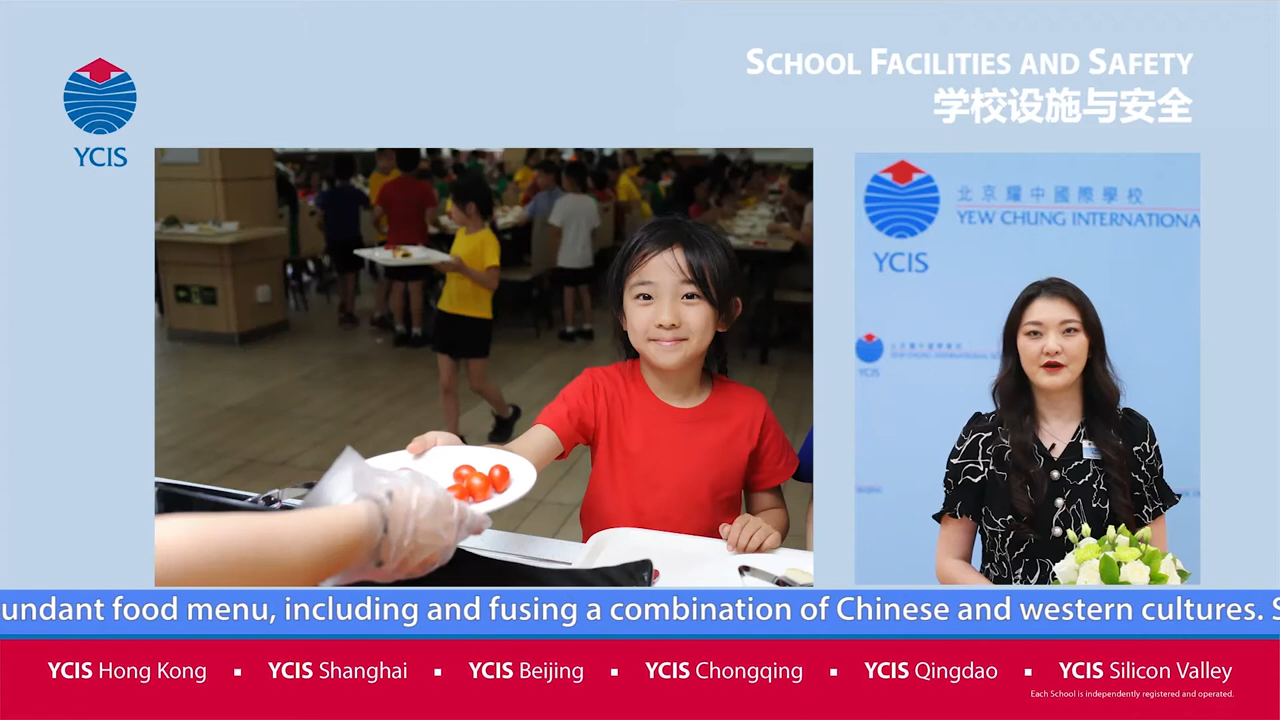 SCHOOL FACILITIES AND SAFETY
学校设施与安全
YCIS
北京耀中國際學校
YEW CHUNG INTERNATIONA
YCIS
YCIS
undant food menu, including and fusing a combination of Chinese and western cultures. S
YCIS Hong Kong ▪ YCIS Shanghai ▪ YCIS Beijing ▪ YCIS Chongqing ▪ YCIS Qingdao ▪ YCIS Silicon Valley
Each School is independently registered and operated.